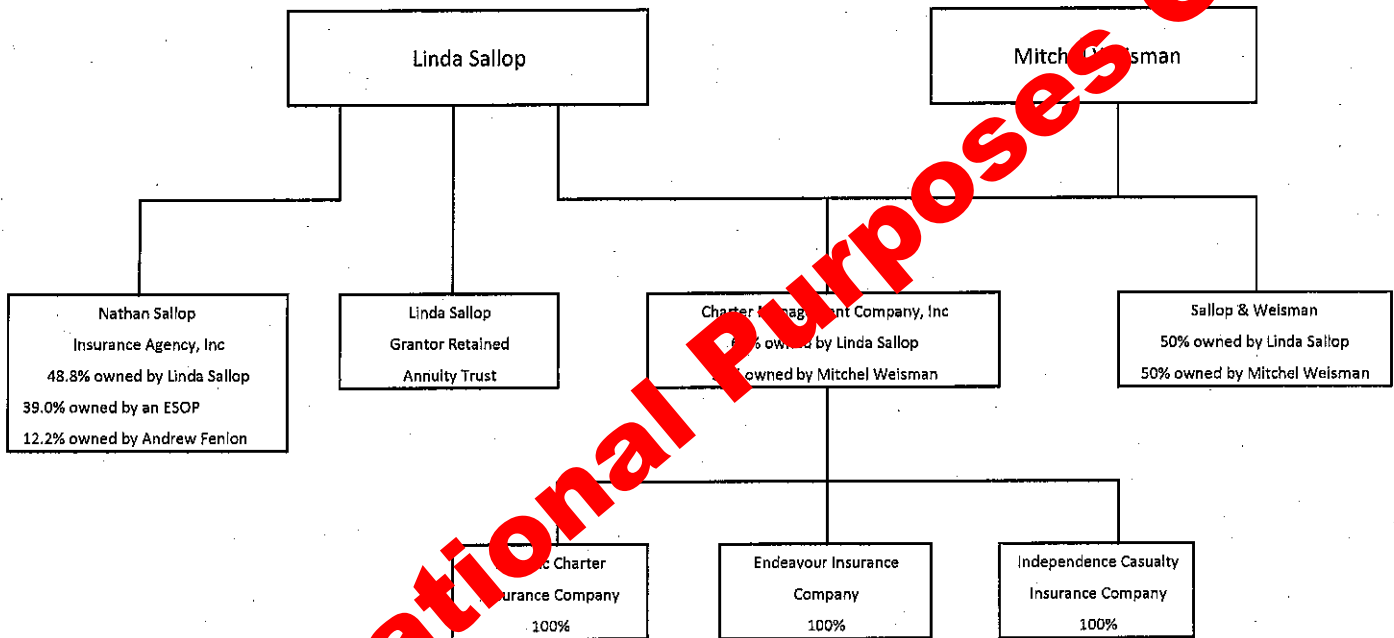 Linda Sallop
Mitch sman
Nathan Sallop
Insurance Agency, Inc
48.8% owned by Linda Sallop
39.0% owned by an ESOP
12.2% owned by Andrew Fenlon
Linda Sallop
Grantor Retained
Annuity Trust
Charter Company, Inc
owned by Linda Sallop
owned by Mitchel Weisman
Sallop & Weisman
50% owned by Linda Sallop
50% owned by Mitchel Weisman
Charter
Company
100%
Endeavour Insurance
Company
100%
Independence Casualty
Insurance Company
100%
ational Purposes